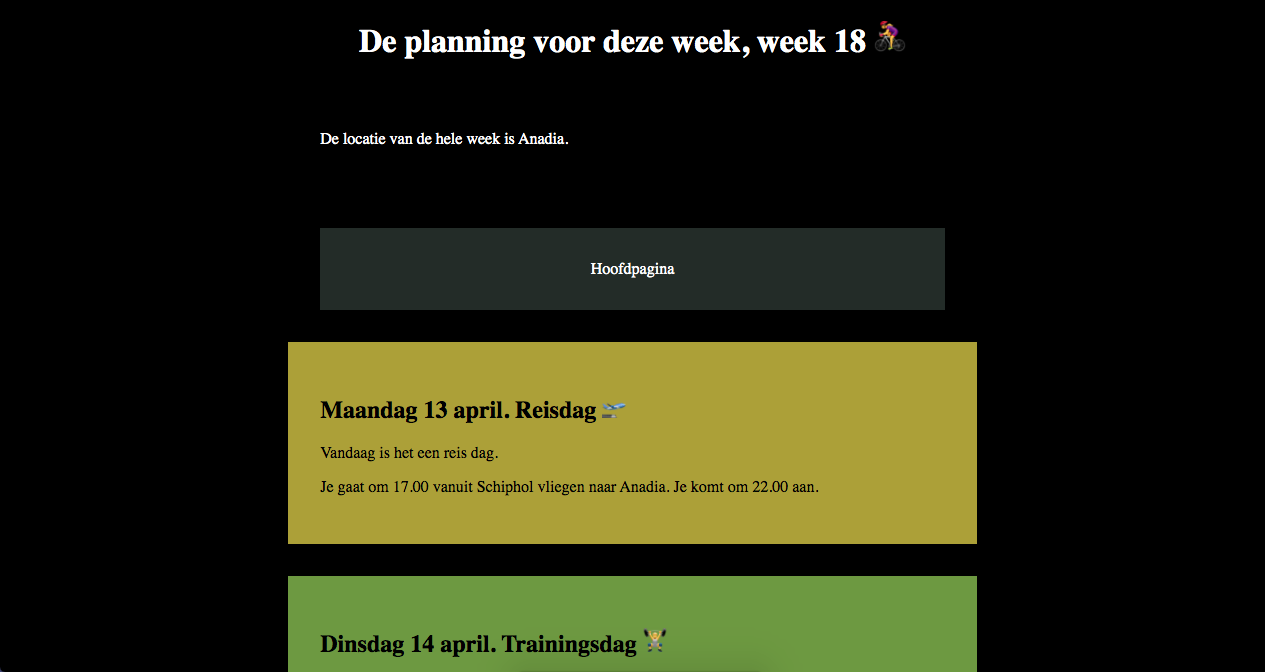 De planning voor deze week, week 18 🚴‍♀️
De locatie van de hele week is Anadia.
Hoofdpagina
Maandag 13 april. Reisdag 🛫
Vandaag is het een reis dag.
Je gaat om 17.00 vanuit Schiphol vliegen naar Anadia. Je komt om 22.00 aan.
Dinsdag 14 april. Trainingsdag 🏋️